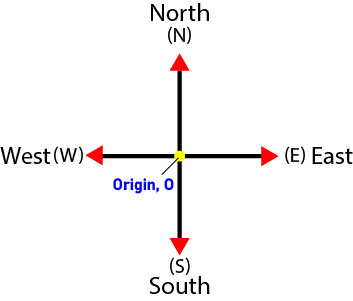 North
(N)
West (W)
(E) East
Origin, O
(S)
South